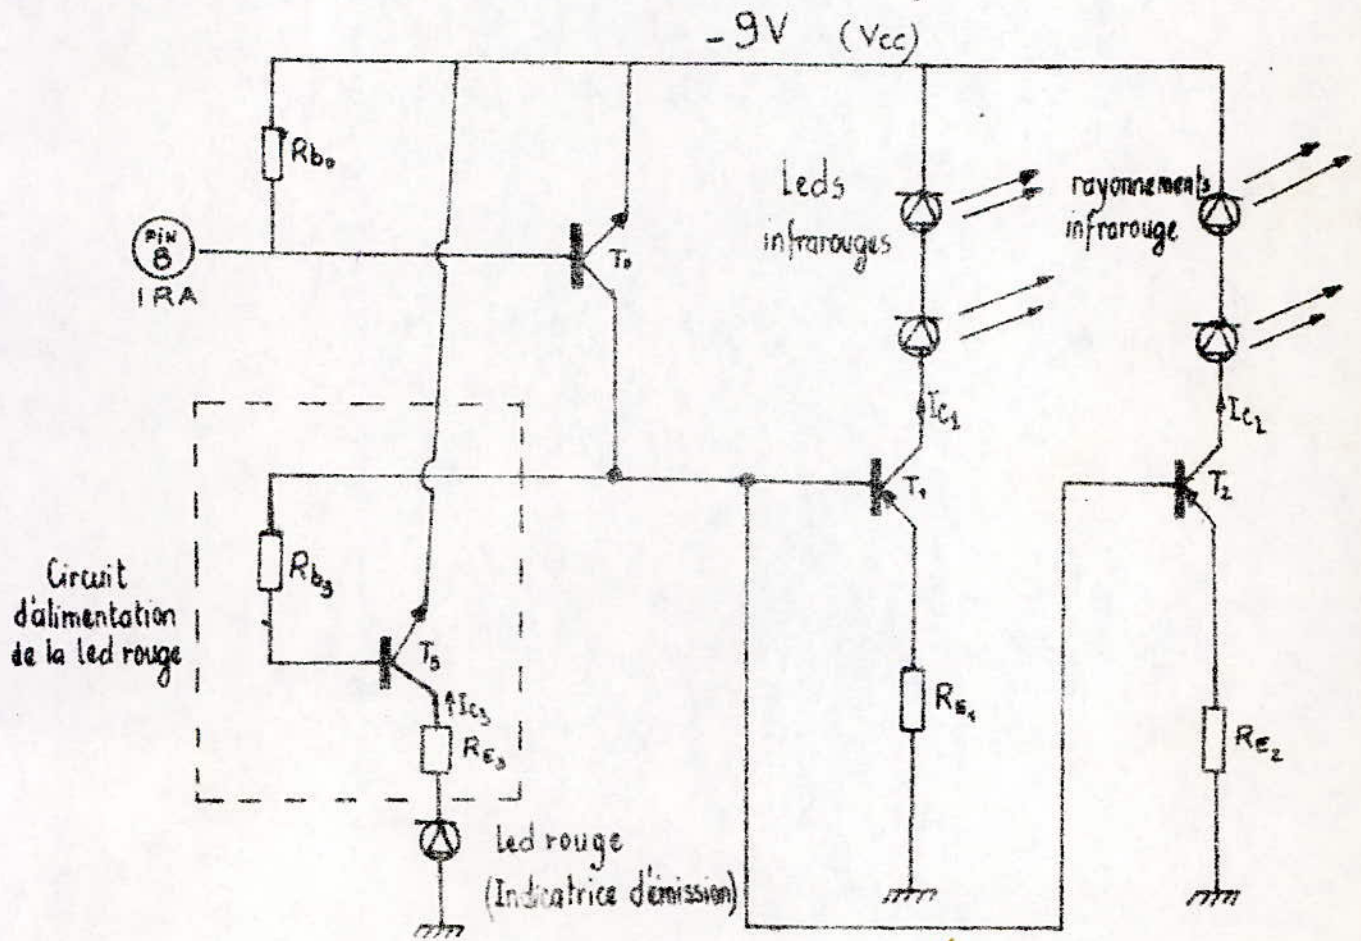 -9V (Vcc)
Rb₀
PiN
8
IRA
T₀
Leds
infrarouges
rayonnements
infrarouge
Ic₁
Ic₂
T₁
T₂
Circuit
d'alimentation
de la led rouge
Rb₃
T₃
Ic₃
RE₃
RE₁
RE₂
led rouge
(Indicatrice d'émission)